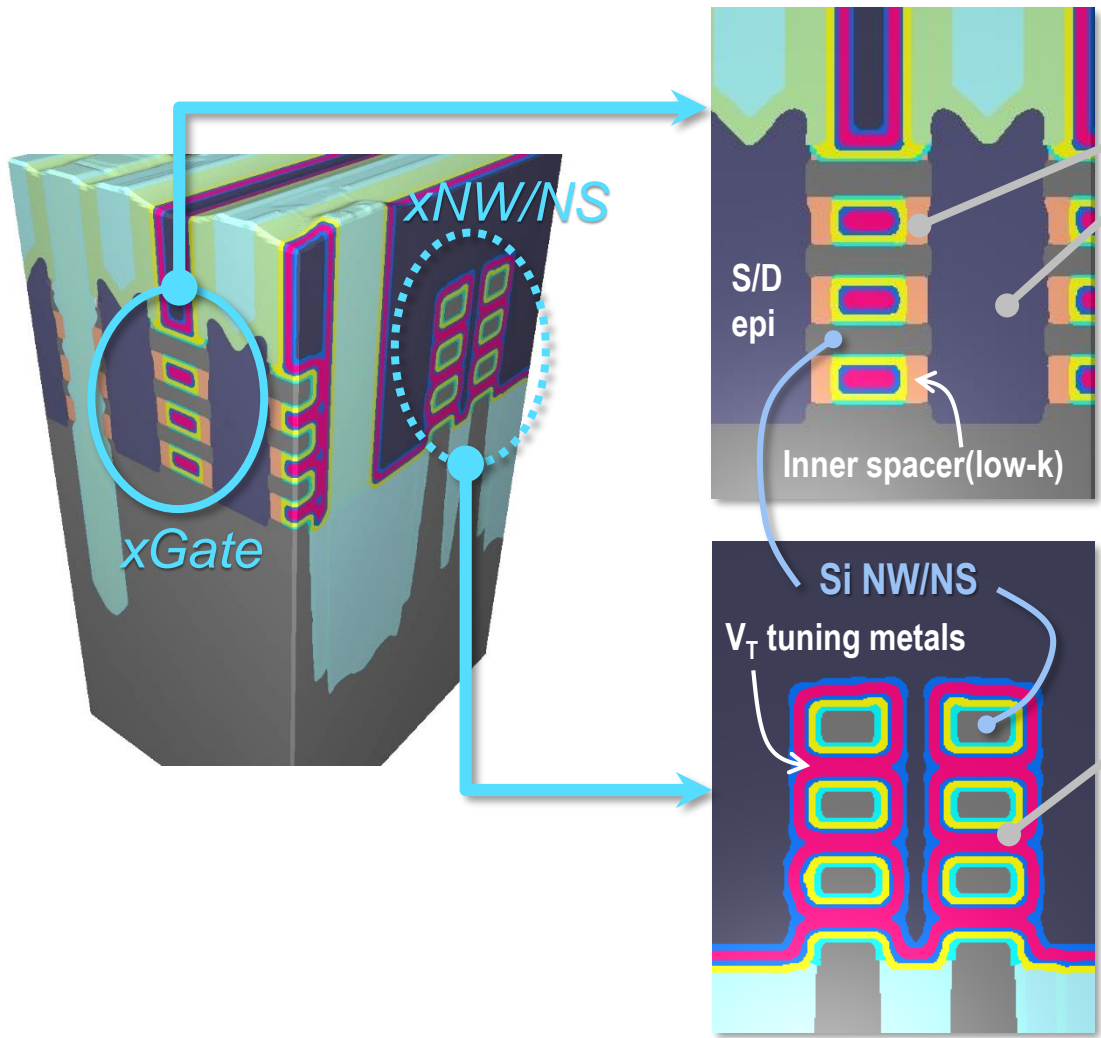 xNW/NS
xGate
S/D
epi
Inner spacer(low-k)
Si NW/NS
V_T tuning metals